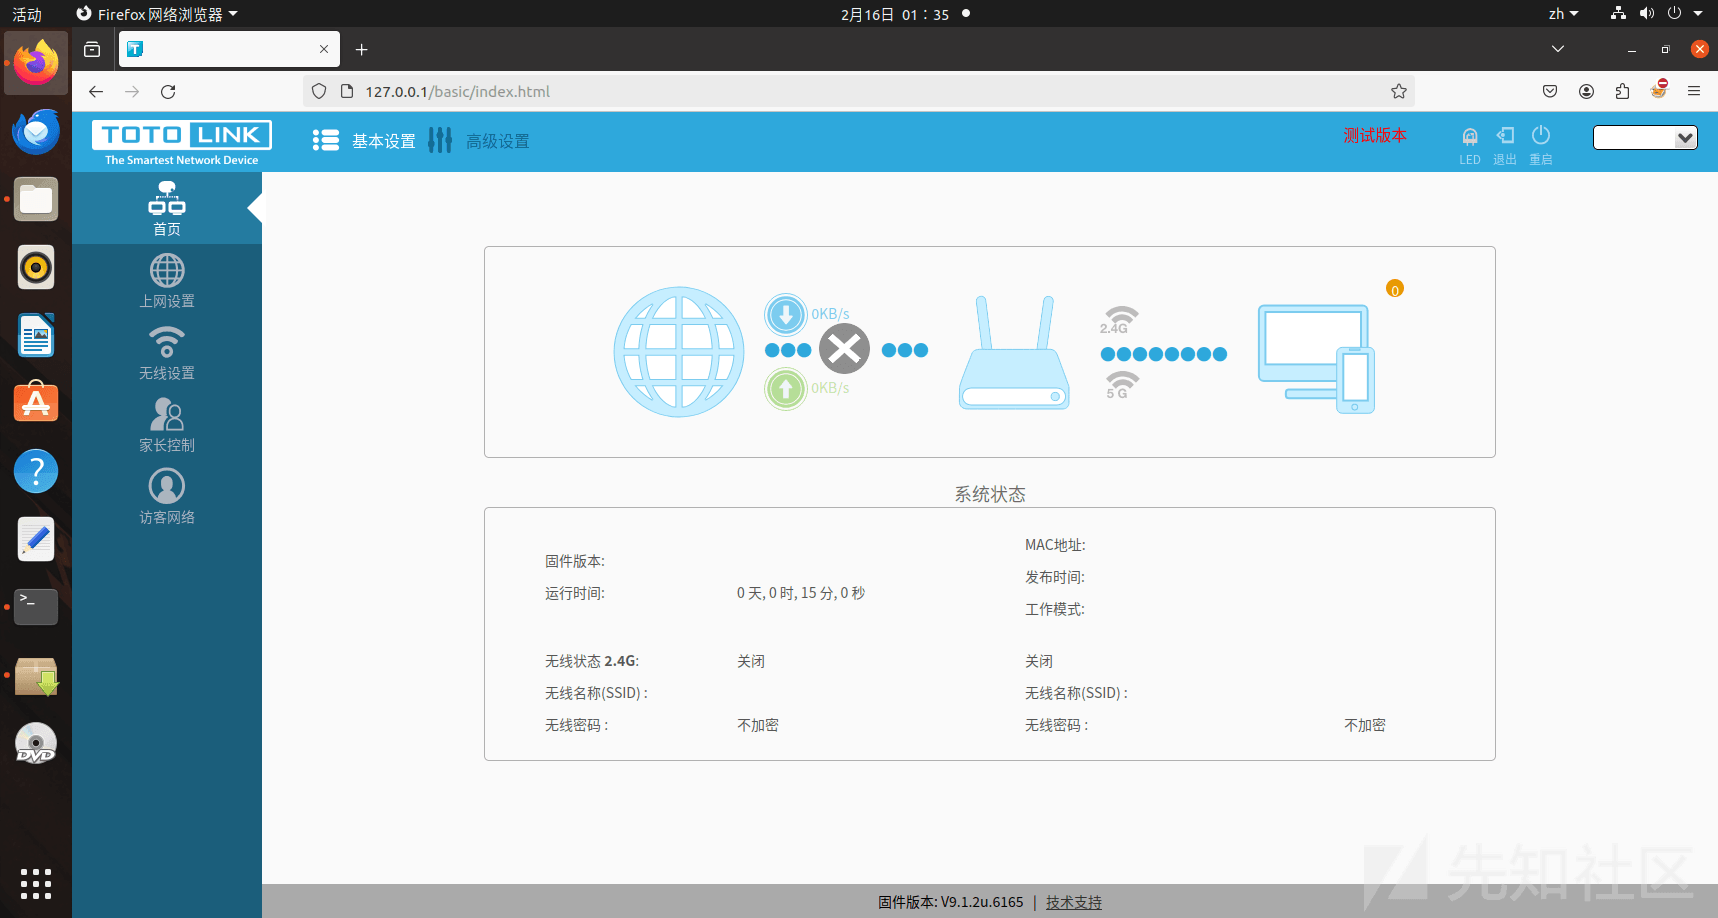 活动
Firefox 网络浏览器
2月16日 01：35
zh
127.0.0.1/basic/index.html
TOTO LINK
The Smartest Network Device
基本设置
高级设置
测试版本
LED
退出
重启
首页
上网设置
无线设置
家长控制
访客网络
0KB/s
0KB/s
2.4G
5 G
0
系统状态
固件版本:
运行时间: 0 天, 0 时, 15 分, 0 秒
MAC地址:
发布时间:
工作模式:
无线状态 2.4G: 关闭
无线名称(SSID) :
无线密码 : 不加密
关闭
无线名称(SSID) :
无线密码 : 不加密
固件版本: V9.1.2u.6165 | 技术支持
DVD
先知社区